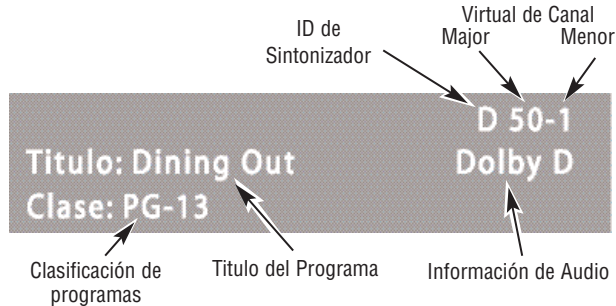 Virtual de Canal
ID de Sintonizador
Major Menor
D 50-1
Titulo: Dining Out Dolby D
Clase: PG-13
Clasificación de programas
Titulo del Programa
Información de Audio